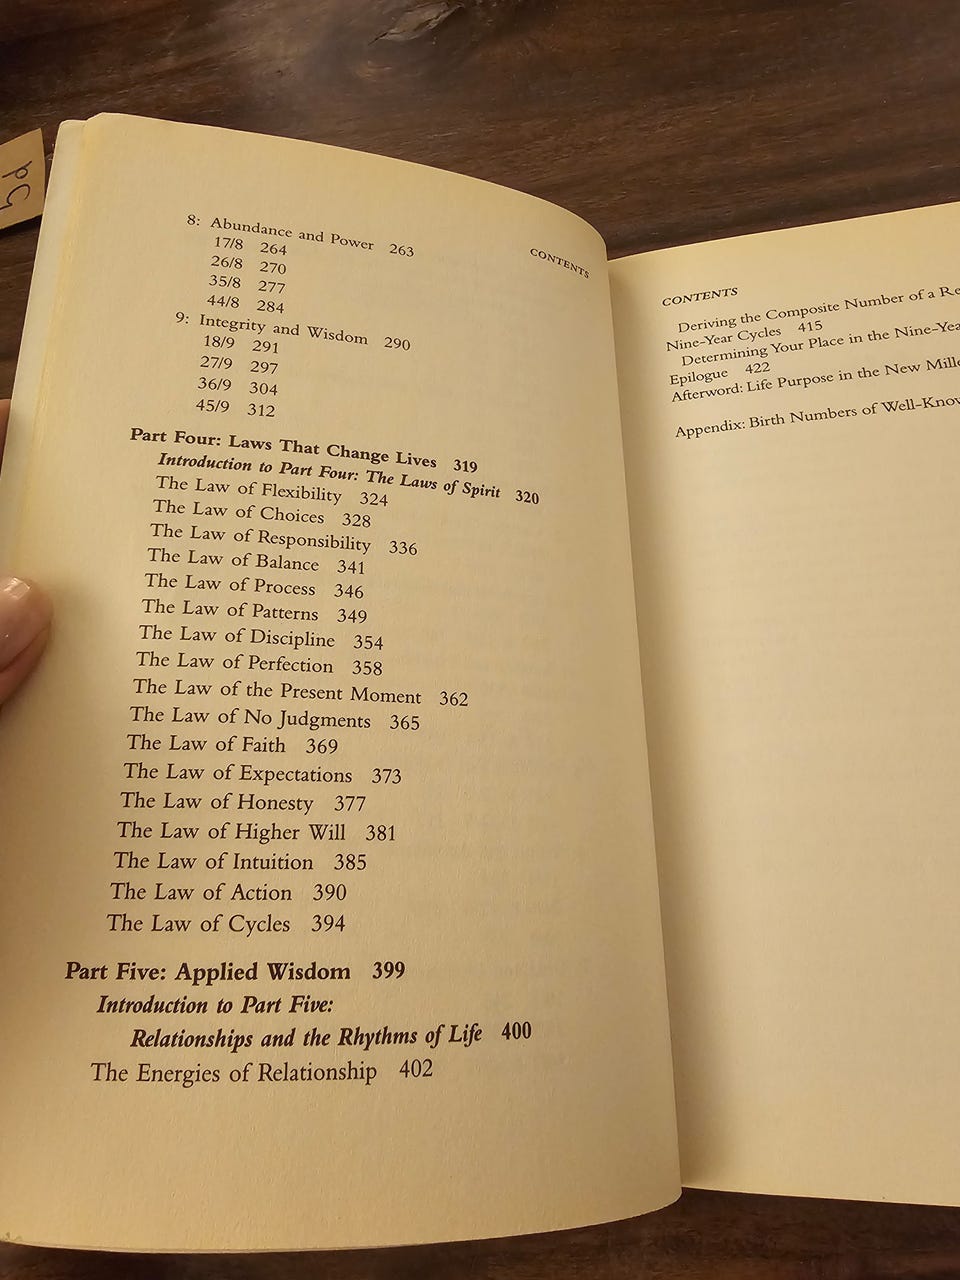 CONTENTS
8: Abundance and Power 263
17/8 264
26/8 270
35/8 277
44/8 284
9: Integrity and Wisdom 290
18/9 291
27/9 297
36/9 304
45/9 312
Part Four: Laws That Change Lives 319
Introduction to Part Four: The Laws of Spirit 320
The Law of Flexibility 324
The Law of Choices 328
The Law of Responsibility 336
The Law of Balance 341
The Law of Process 346
The Law of Patterns 349
The Law of Discipline 354
The Law of Perfection 358
The Law of the Present Moment 362
The Law of No Judgments 365
The Law of Faith 369
The Law of Expectations 373
The Law of Honesty 377
The Law of Higher Will 381
The Law of Intuition 385
The Law of Action 390
The Law of Cycles 394
Part Five: Applied Wisdom 399
Introduction to Part Five:
Relationships and the Rhythms of Life 400
The Energies of Relationship 402
CONTENTS
Deriving the Composite Number of a
Nine-Year Cycles 415
Determining Your Place in the
Epilogue 422
Afterword: Life Purpose in the New
Appendix: Birth Numbers of